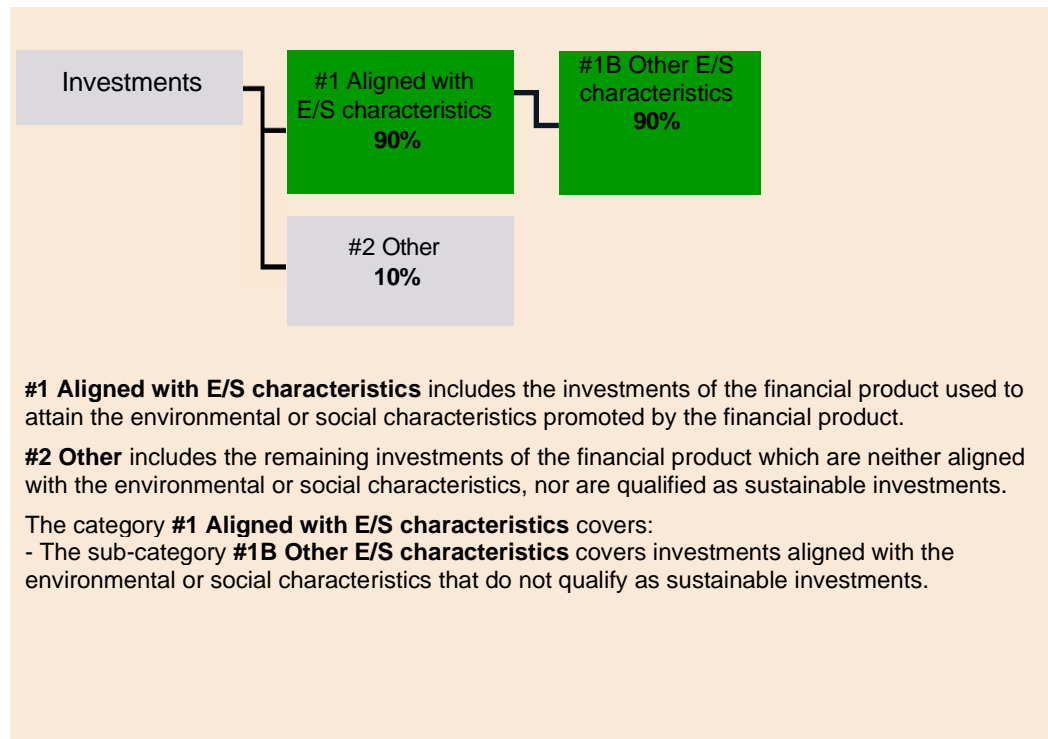 Investments
#1 Aligned with
E/S characteristics
90%
#1B Other E/S
characteristics
90%
#2 Other
10%
#1 Aligned with E/S characteristics includes the investments of the financial product used to
attain the environmental or social characteristics promoted by the financial product.
#2 Other includes the remaining investments of the financial product which are neither aligned
with the environmental or social characteristics, nor are qualified as sustainable investments.
The category #1 Aligned with E/S characteristics covers:
- The sub-category #1B Other E/S characteristics covers investments aligned with the
environmental or social characteristics that do not qualify as sustainable investments.